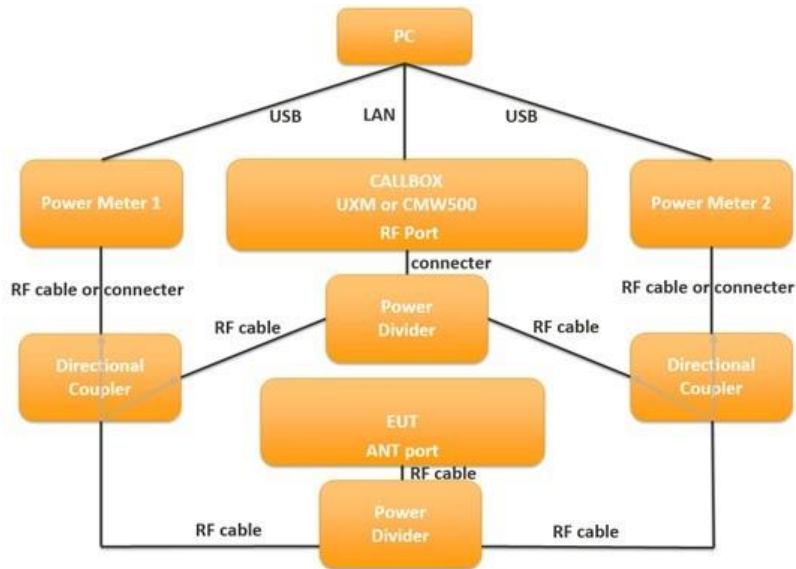 PC
USB
LAN
USB
Power Meter 1
CALLBOX
UXM or CMW500
RF Port
Power Meter 2
connecter
RF cable or connecter
RF cable or connecter
Power
Divider
RF cable
RF cable
Directional
Coupler
Directional
Coupler
EUT
ANT port
RF cable
Power
Divider
RF cable
RF cable